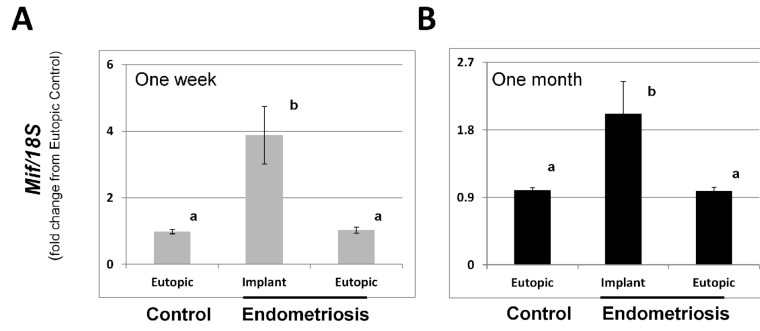 A
Mif/18S
(fold change from Eutopic Control)
One week
6
4
2
0
a
b
a
Eutopic
Implant
Eutopic
Control
Endometriosis
B
One month
2.7
1.8
0.9
0
a
b
a
Eutopic
Implant
Eutopic
Control
Endometriosis